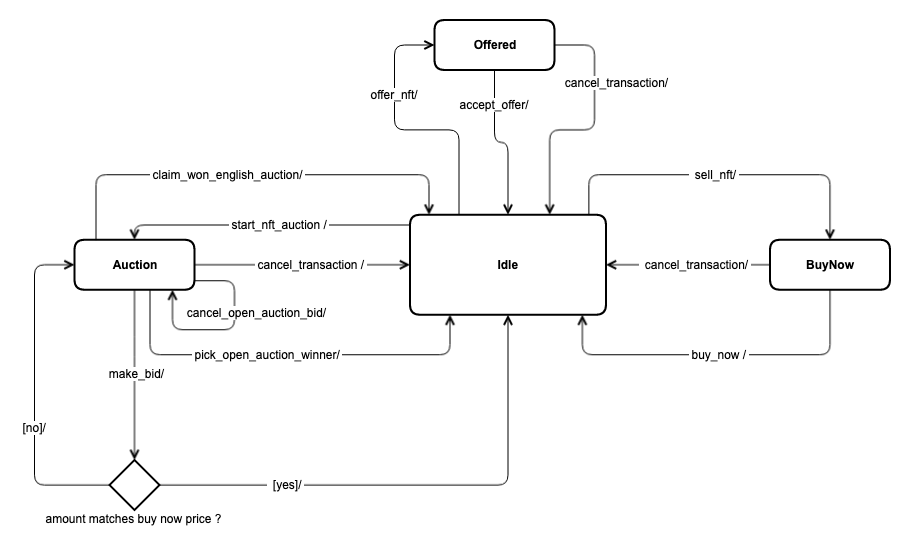 Offered
offer_nft/
accept_offer/
cancel_transaction/
claim_won_english_auction/
sell_nft/
start_nft_auction /
Auction
cancel_transaction /
Idle
cancel_transaction/
BuyNow
cancel_open_auction_bid/
pick_open_auction_winner/
buy_now /
make_bid/
[no]/
[yes]/
amount matches buy now price ?